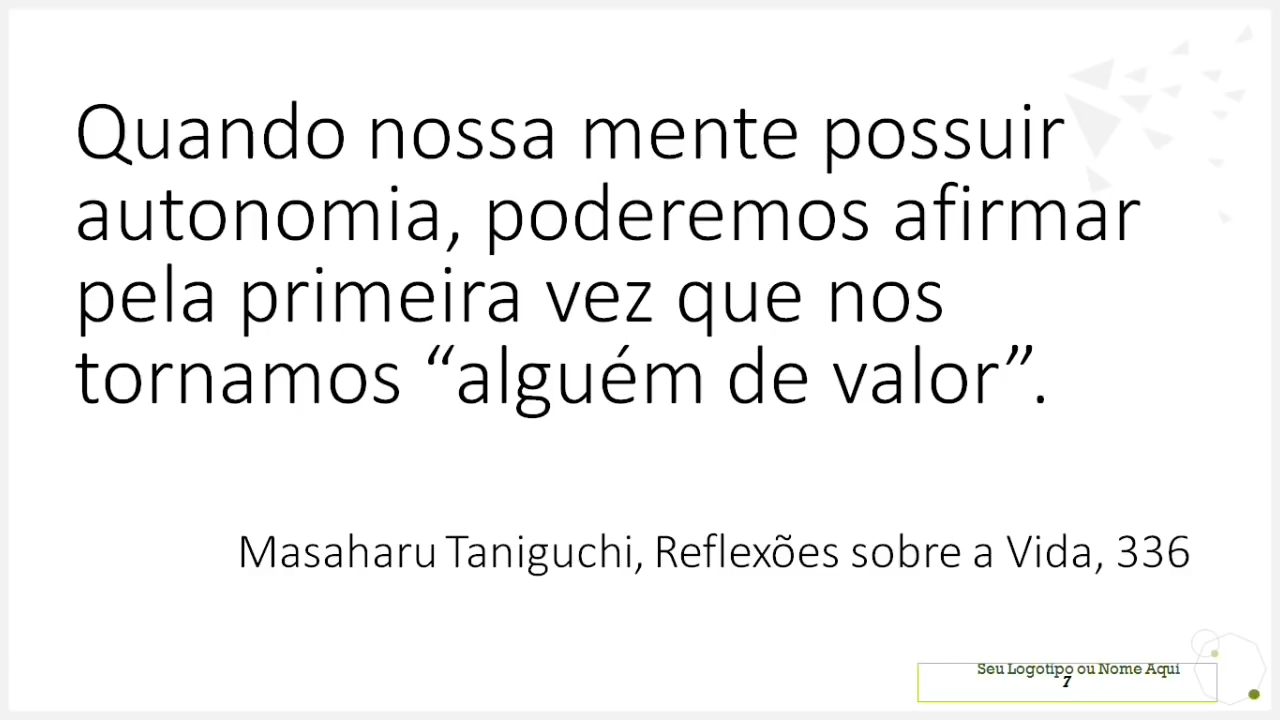 Quando nossa mente possuir
autonomia, poderemos afirmar
pela primeira vez que nos
tornamos “alguém de valor”.
Masaharu Taniguchi, Reflexões sobre a Vida, 336
Seu Logotipo ou Nome Aqui
7